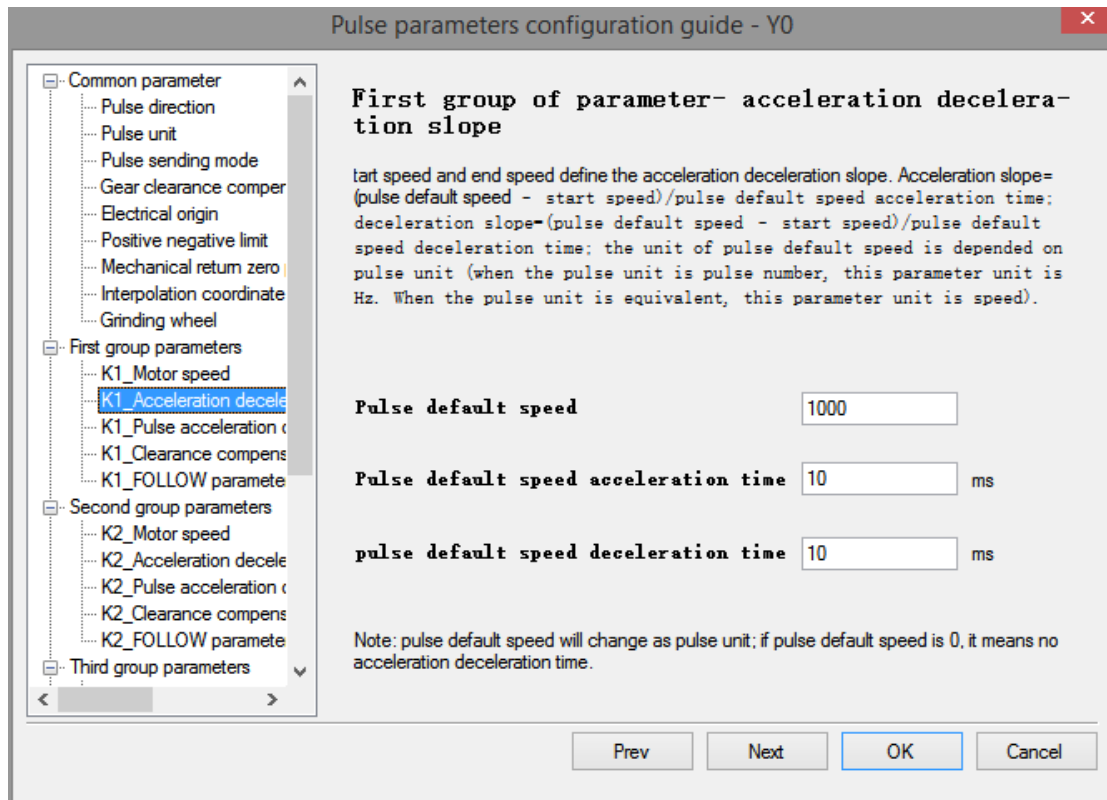 Pulse parameters configuration guide - Y0
Common parameter
Pulse direction
Pulse unit
Pulse sending mode
Gear clearance comper
Electrical origin
Positive negative limit
Mechanical return zero
Interpolation coordinate
Grinding wheel
First group parameters
K1_Motor speed
K1_Acceleration decele
K1_Pulse acceleration
K1_Clearance compens
K1_FOLLOW paramete
Second group parameters
K2_Motor speed
K2_Acceleration decele
K2_Pulse acceleration
K2_Clearance compens
K2_FOLLOW paramete
Third group parameters
First group of parameter- acceleration decelera-
tion slope
tart speed and end speed define the acceleration deceleration slope. Acceleration slope=
(pulse default speed - start speed)/pulse default speed acceleration time;
deceleration slope=(pulse default speed - start speed)/pulse default
speed deceleration time; the unit of pulse default speed is depended on
pulse unit (when the pulse unit is pulse number, this parameter unit is
Hz. When the pulse unit is equivalent, this parameter unit is speed).
Pulse default speed 1000
Pulse default speed acceleration time 10 ms
pulse default speed deceleration time 10 ms
Note: pulse default speed will change as pulse unit; if pulse default speed is 0, it means no
acceleration deceleration time.
Prev Next OK Cancel